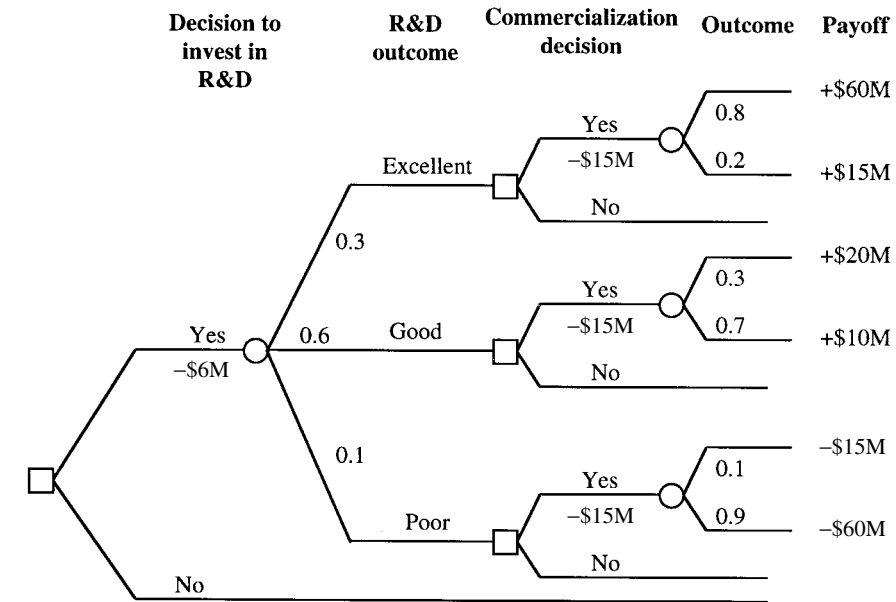 Decision to
invest in
R&D
R&D
outcome
Commercialization
decision
Outcome
Payoff
+$60M
0.8
Yes
–$15M
0.2
+$15M
Excellent
No
0.3
+$20M
0.3
Yes
–$15M
0.7
+$10M
Yes
–$6M
0.6
Good
No
0.1
–$15M
0.1
Yes
–$15M
0.9
–$60M
Poor
No
No